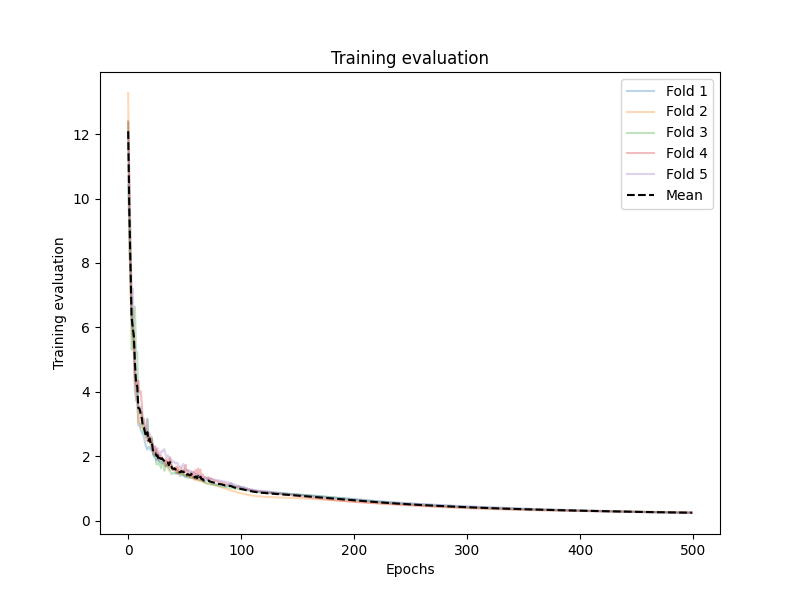 Training evaluation
Fold 1
Fold 2
Fold 3
Fold 4
Fold 5
Mean
Training evaluation
12
10
8
6
4
2
0
0 100 200 300 400 500
Epochs